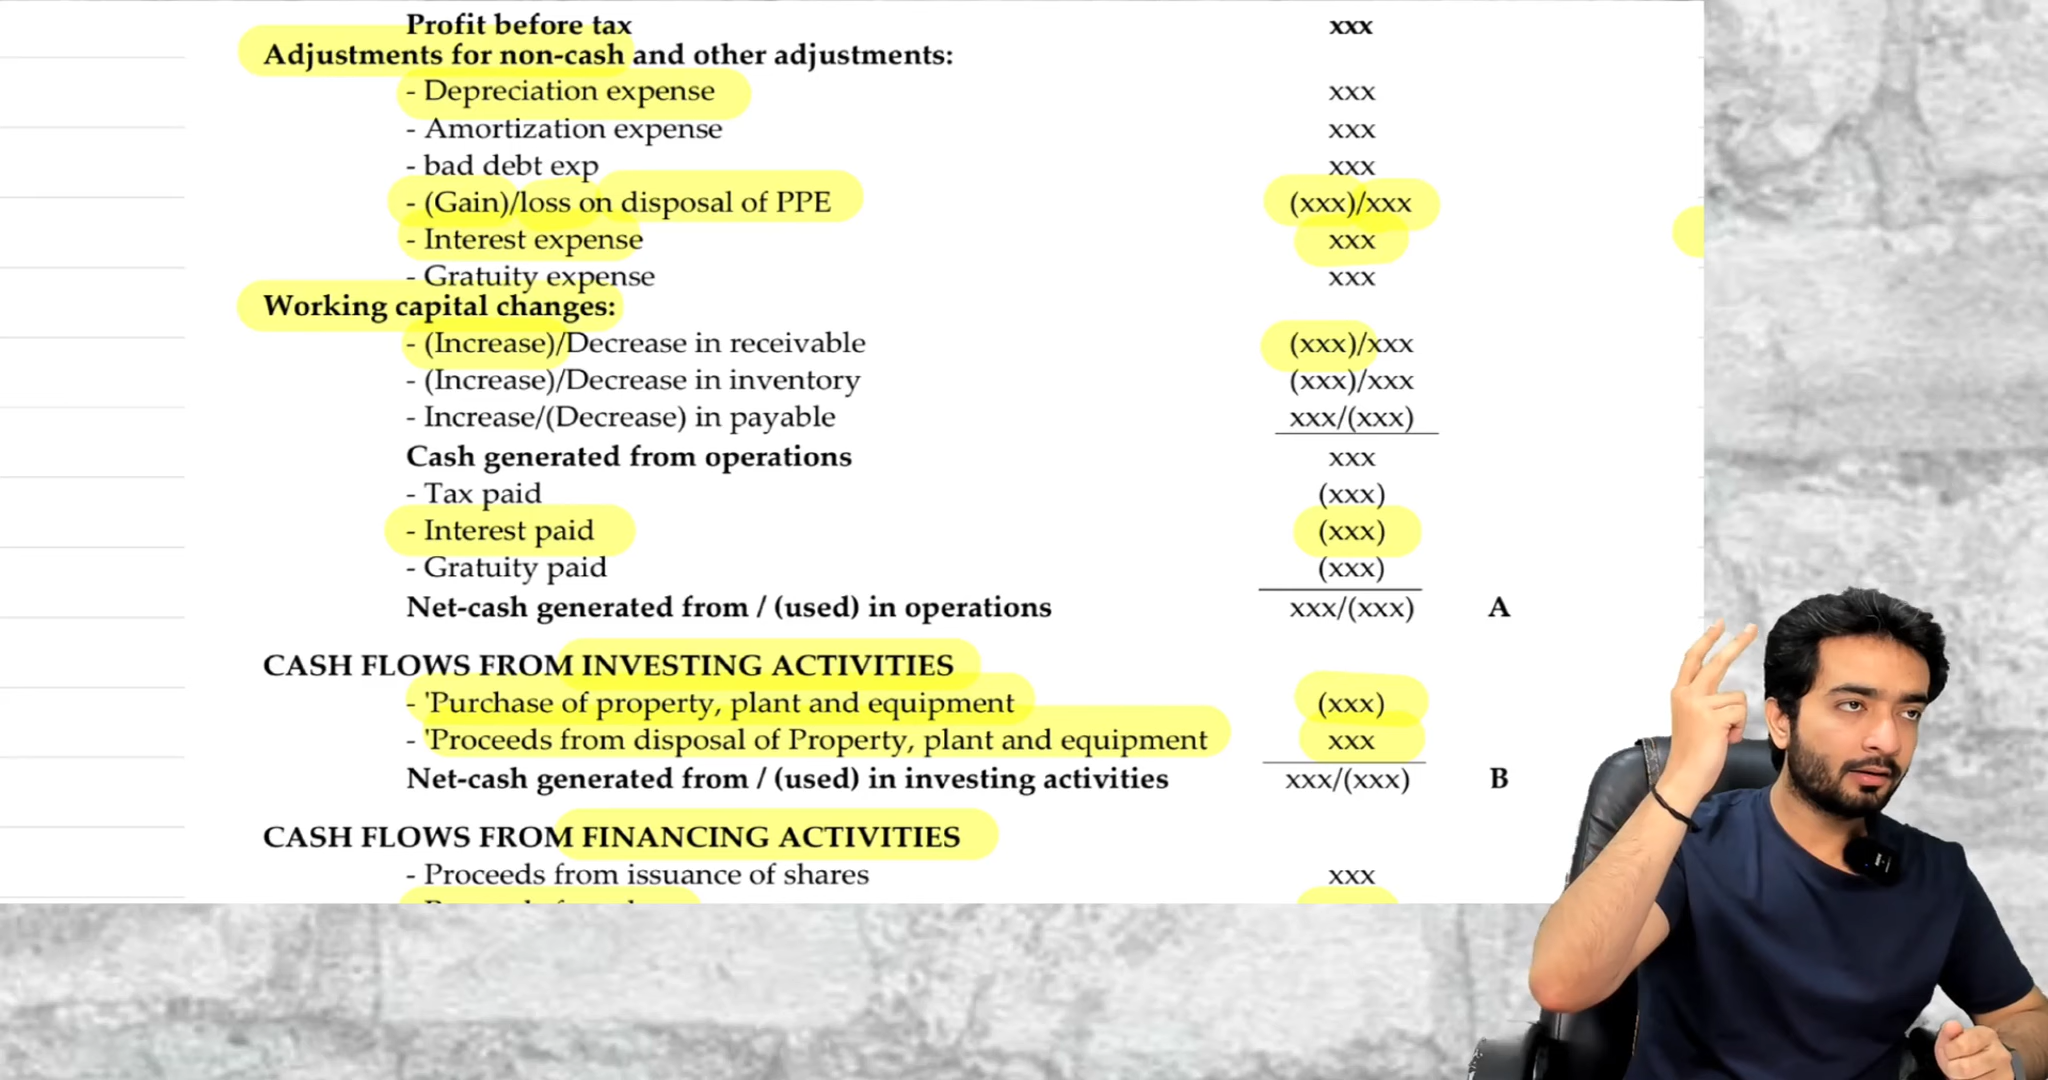 Profit before tax xxx
Adjustments for non-cash and other adjustments:
- Depreciation expense xxx
- Amortization expense xxx
- bad debt exp xxx
- (Gain)/loss on disposal of PPE (xxx)/xxx
- Interest expense xxx
- Gratuity expense xxx
Working capital changes:
- (Increase)/Decrease in receivable (xxx)/xxx
- (Increase)/Decrease in inventory (xxx)/xxx
- Increase/(Decrease) in payable xxx/(xxx)
Cash generated from operations xxx
- Tax paid (xxx)
- Interest paid (xxx)
- Gratuity paid (xxx)
Net-cash generated from / (used) in operations xxx/(xxx) A
CASH FLOWS FROM INVESTING ACTIVITIES
- 'Purchase of property, plant and equipment (xxx)
- 'Proceeds from disposal of Property, plant and equipment xxx
Net-cash generated from / (used) in investing activities xxx/(xxx) B
CASH FLOWS FROM FINANCING ACTIVITIES
- Proceeds from issuance of shares xxx